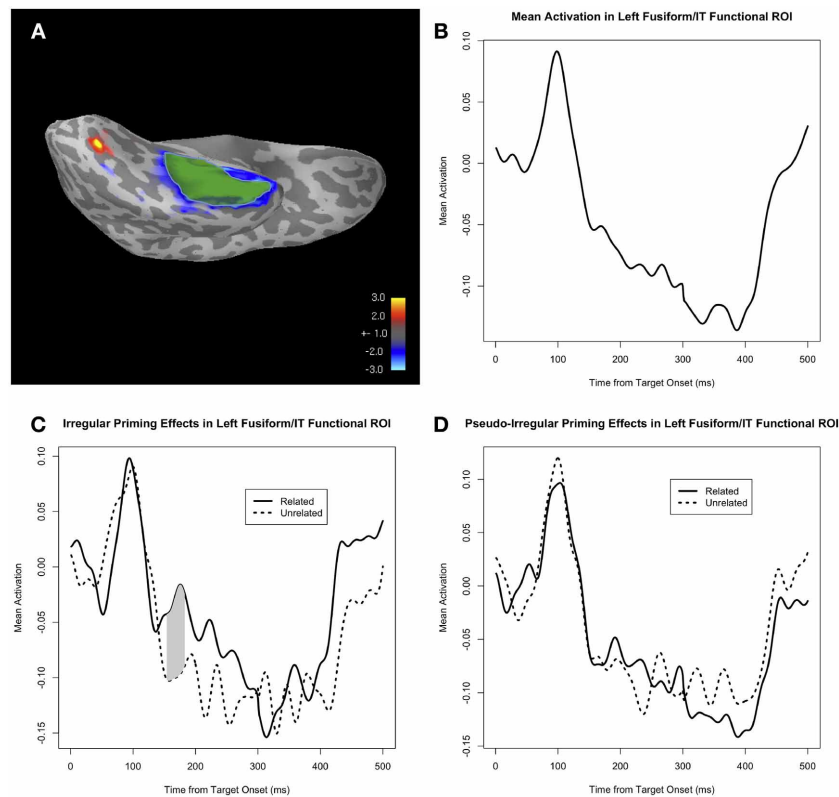 A
3.0
2.0
+- 1.0
-2.0
-3.0
B
Mean Activation in Left Fusiform/IT Functional ROI
Mean Activation
0.10
0.05
0.00
-0.05
-0.10
0 100 200 300 400 500
Time from Target Onset (ms)
C
Irregular Priming Effects in Left Fusiform/IT Functional ROI
Related
Unrelated
Mean Activation
0.10
0.05
0.00
-0.05
-0.10
-0.15
0 100 200 300 400 500
Time from Target Onset (ms)
D
Pseudo-Irregular Priming Effects in Left Fusiform/IT Functional ROI
Related
Unrelated
Mean Activation
0.10
0.05
0.00
-0.05
-0.10
-0.15
0 100 200 300 400 500
Time from Target Onset (ms)